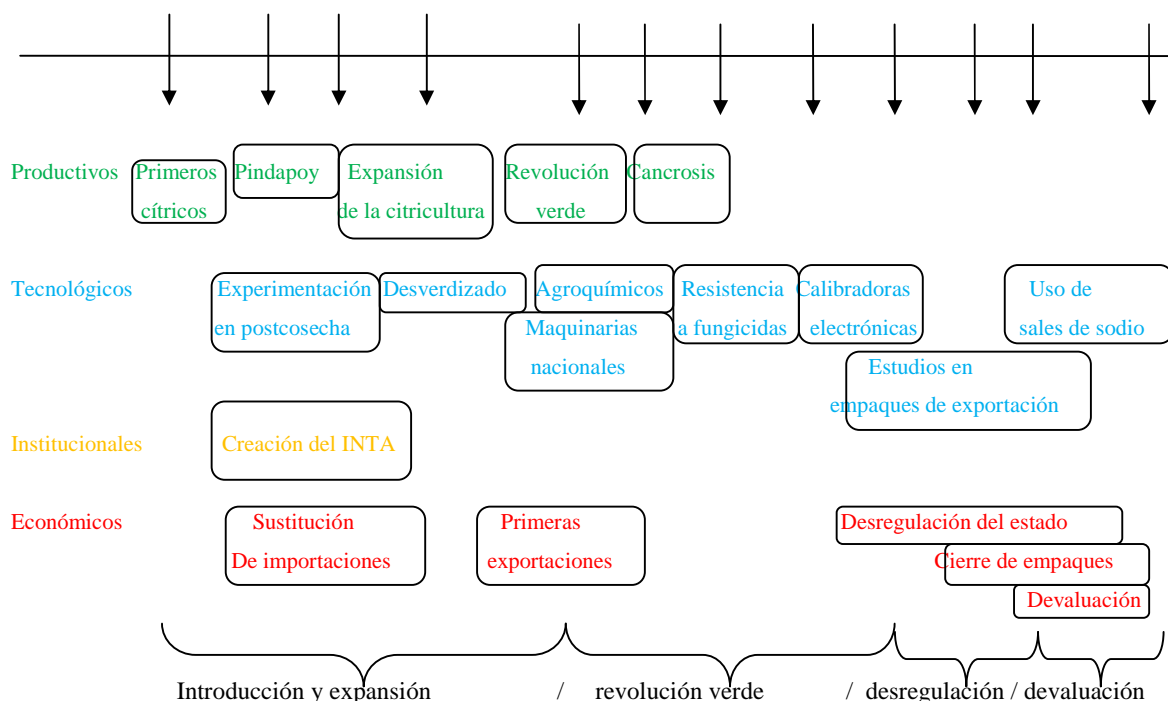 Productivos
Primeros
cítricos
Pindapoy
Expansión
de la citricultura
Revolución
verde
Cancrosis
Tecnológicos
Experimentación
en postcosecha
Desverdizado
Agroquímicos
Maquinarias
nacionales
Resistencia
a fungicidas
Calibradoras
electrónicas
Uso de
sales de sodio
Estudios en
empaques de exportación
Institucionales
Creación del INTA
Económicos
Sustitución
De importaciones
Primeras
exportaciones
Desregulación del estado
Cierre de empaques
Devaluación
Introducción y expansión / revolución verde / desregulación / devaluación